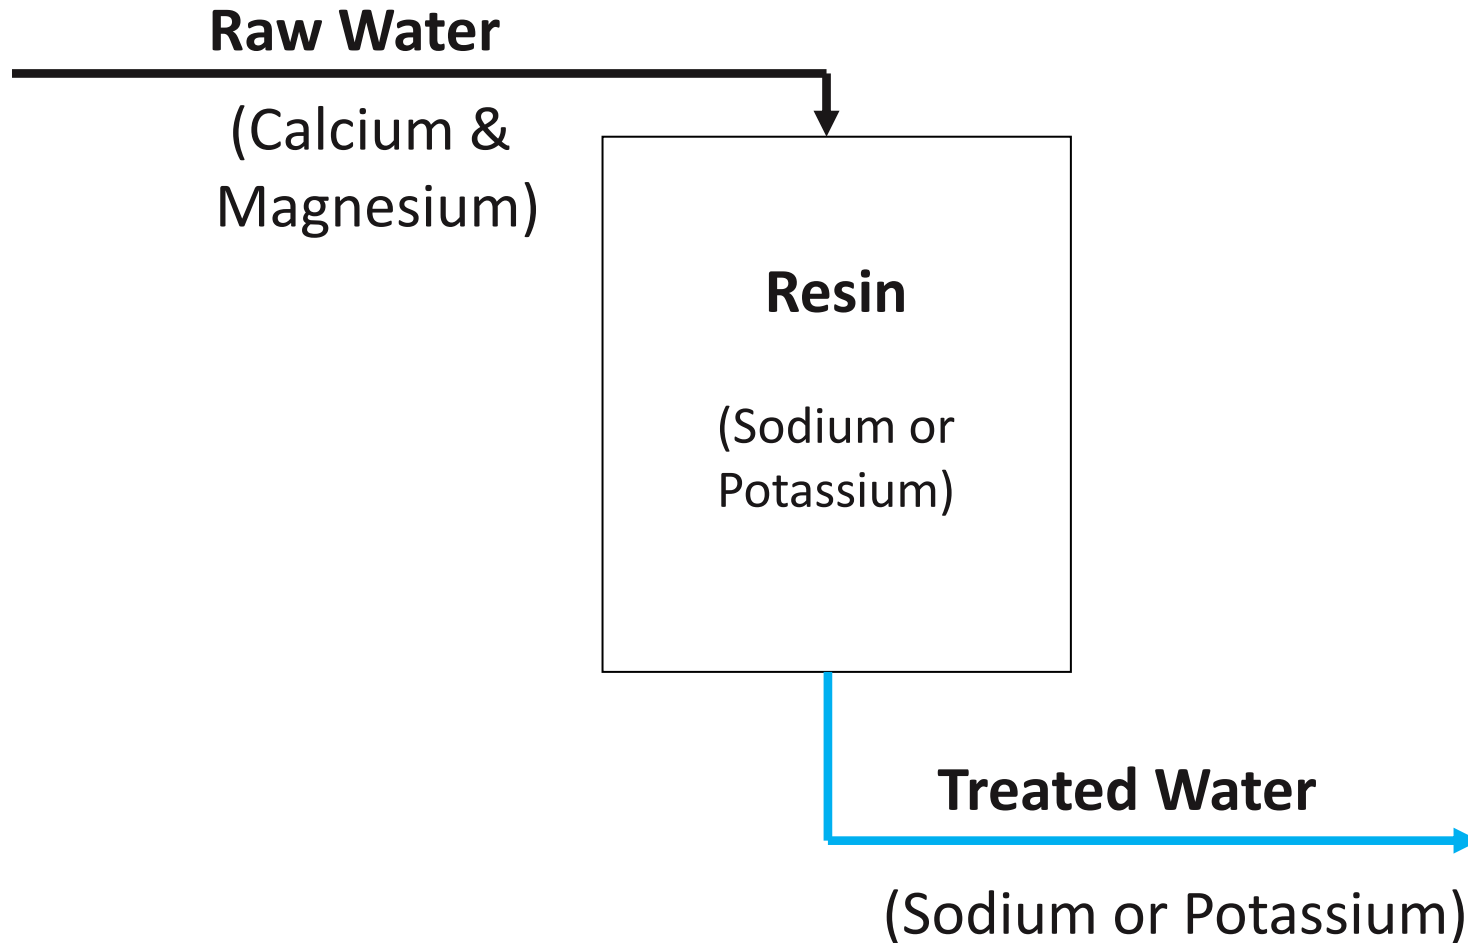 Raw Water
(Calcium &
Magnesium)
Resin
(Sodium or
Potassium)
Treated Water
(Sodium or Potassium)